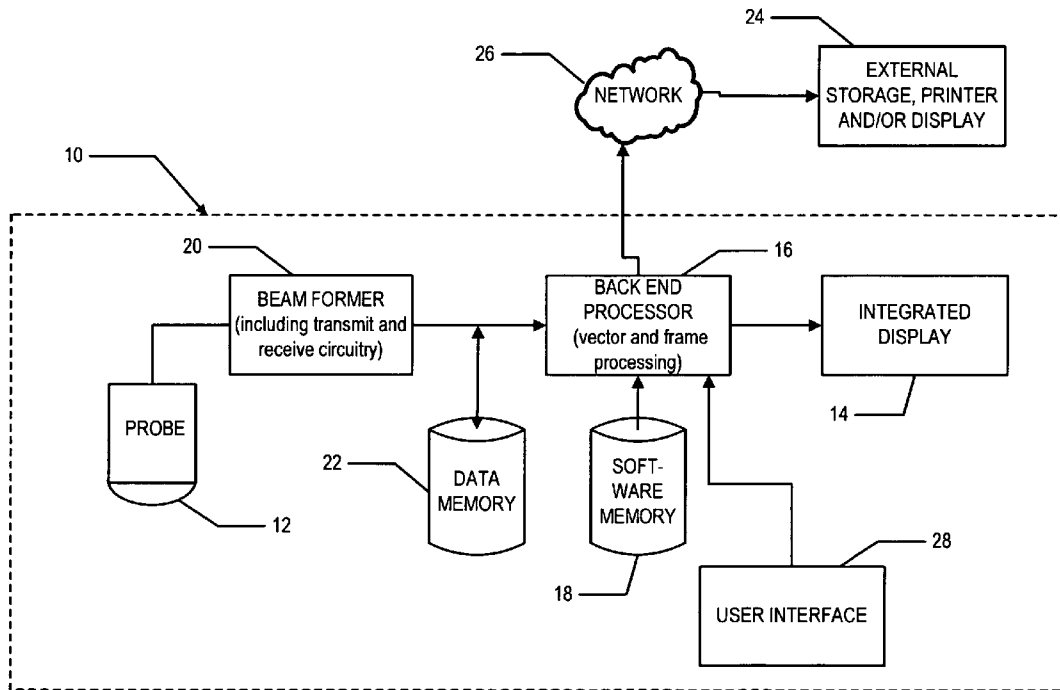 24
26
EXTERNAL
STORAGE, PRINTER
AND/OR DISPLAY
NETWORK
10
20
16
BEAM FORMER
(including transmit and
receive circuitry)
BACK END
PROCESSOR
(vector and frame
processing)
INTEGRATED
DISPLAY
14
PROBE
12
22
DATA
MEMORY
SOFT-
WARE
MEMORY
18
28
USER INTERFACE